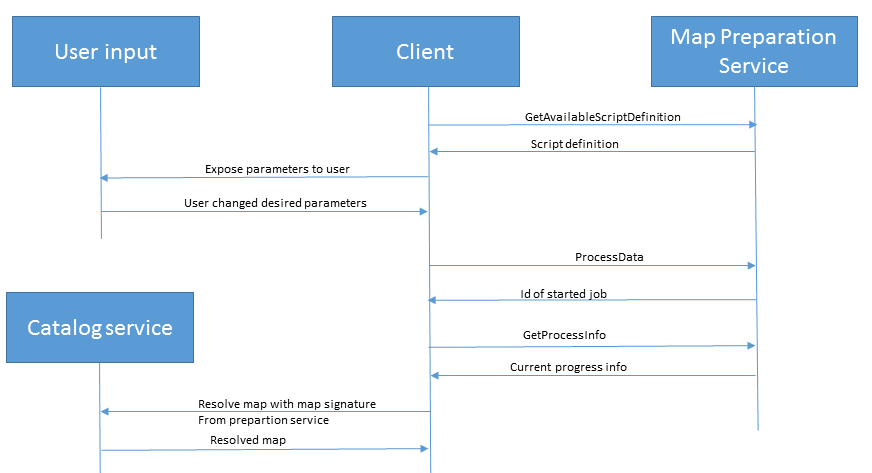 User input
Client
Map Preparation
Service
GetAvailableScriptDefinition
Script definition
Expose parameters to user
User changed desired parameters
ProcessData
Id of started job
Catalog service
GetProcessInfo
Current progress info
Resolve map with map signature
From prepartion service
Resolved map